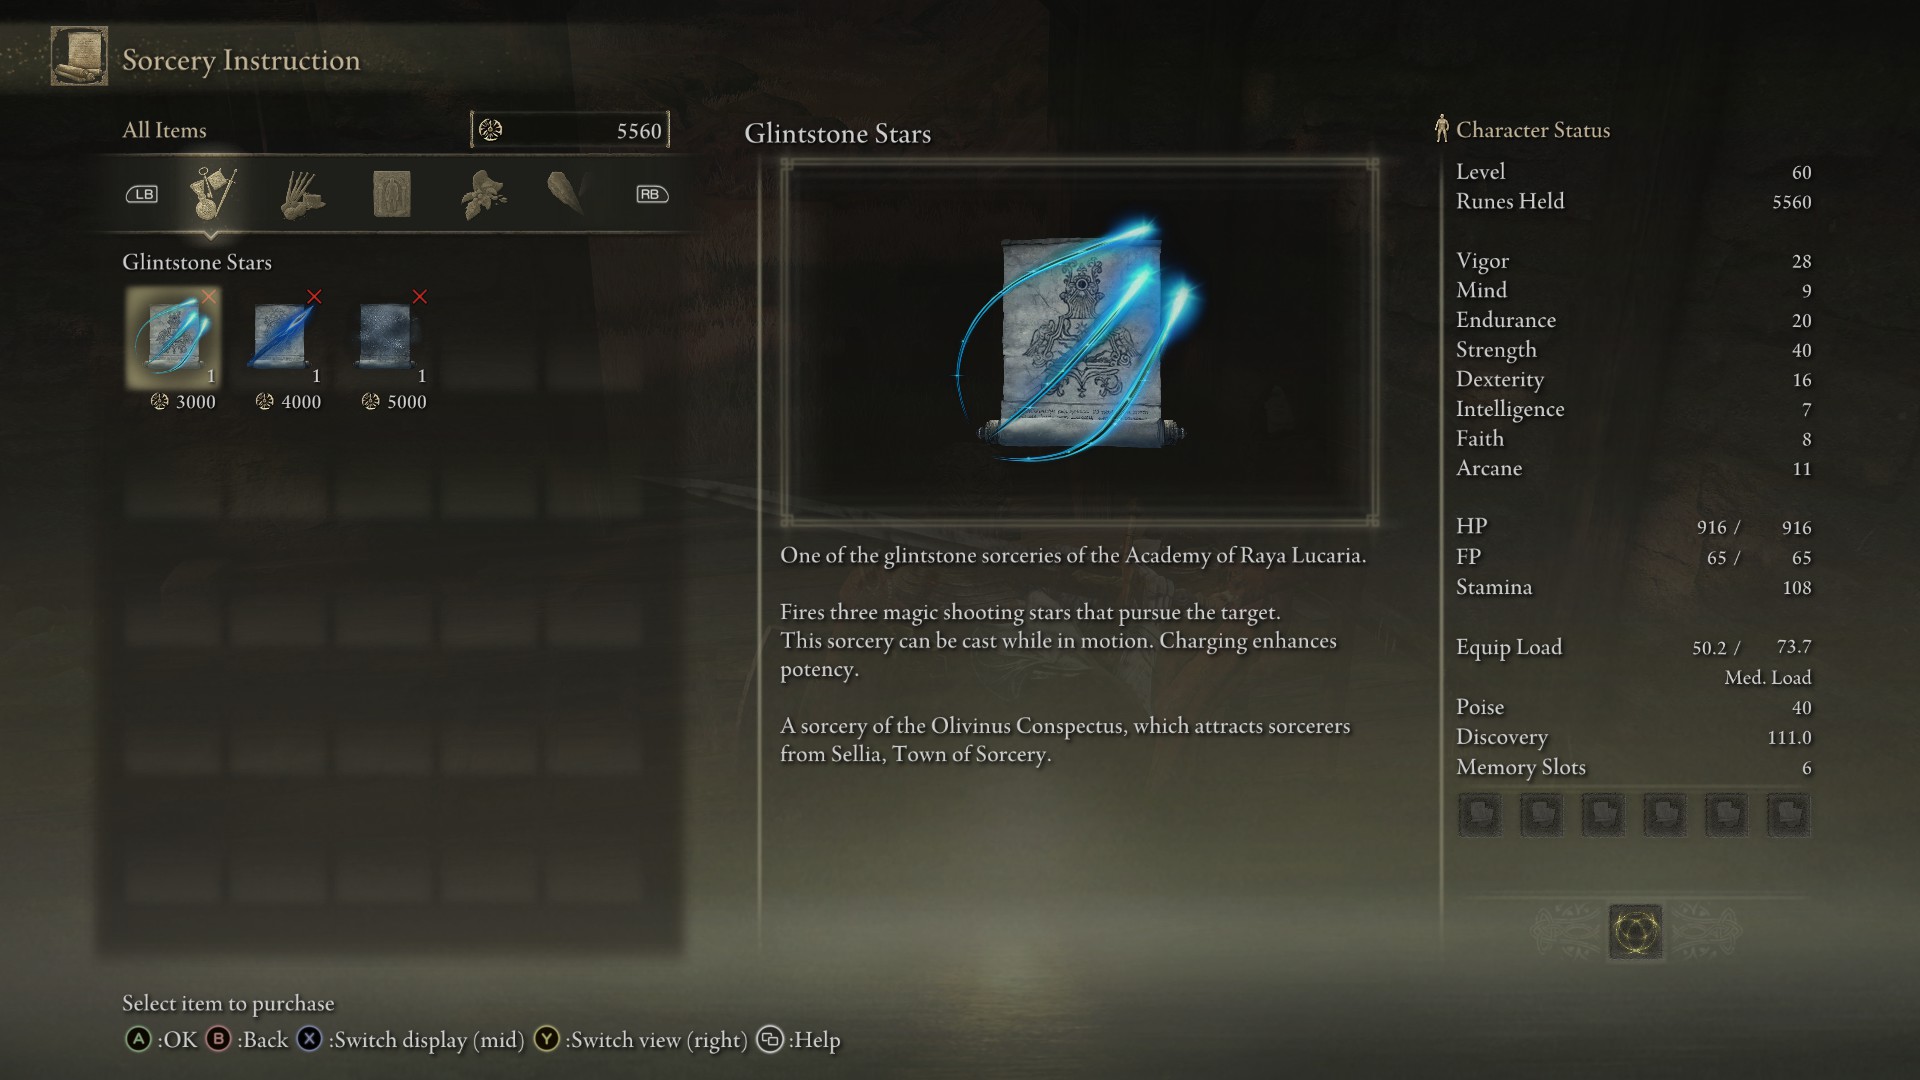 Sorcery Instruction
All Items
5560
LB
RB
Glintstone Stars
1
1
1
3000
4000
5000
Glintstone Stars
One of the glintstone sorceries of the Academy of Raya Lucaria.
Fires three magic shooting stars that pursue the target.
This sorcery can be cast while in motion. Charging enhances
potency.
A sorcery of the Olivinus Conspectus, which attracts sorcerers
from Sellia, Town of Sorcery.
Character Status
Level 60
Runes Held 5560
Vigor 28
Mind 9
Endurance 20
Strength 40
Dexterity 16
Intelligence 7
Faith 8
Arcane 11
HP 916 / 916
FP 65 / 65
Stamina 108
Equip Load 50.2 / 73.7
Med. Load
Poise 40
Discovery 111.0
Memory Slots 6
Select item to purchase
A :OK B :Back X :Switch display (mid) Y :Switch view (right) :Help